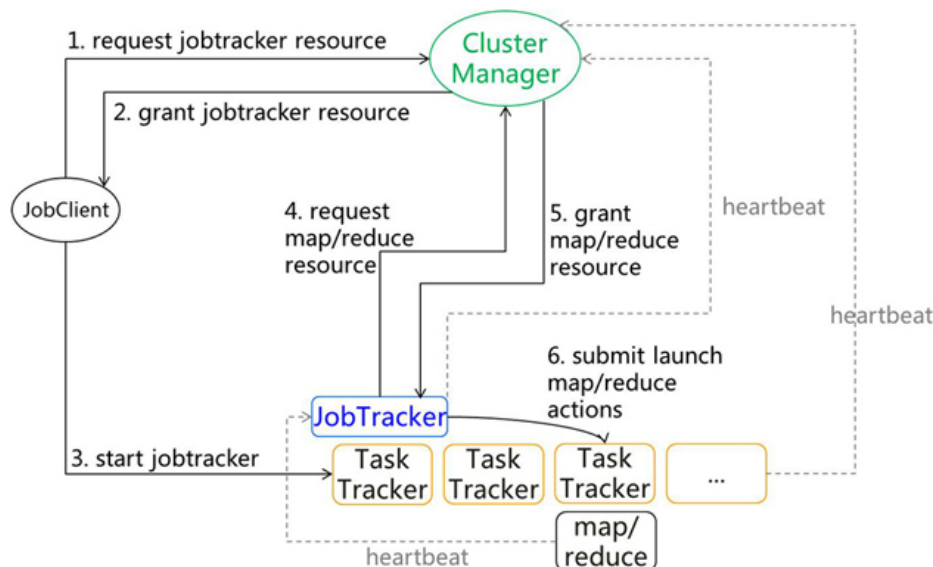 1. request jobtracker resource
Cluster
Manager
2. grant jobtracker resource
JobClient
4. request
map/reduce
resource
5. grant
map/reduce
resource
heartbeat
heartbeat
6. submit launch
map/reduce
actions
JobTracker
3. start jobtracker
Task
Tracker
Task
Tracker
Task
Tracker
...
map/
reduce
heartbeat